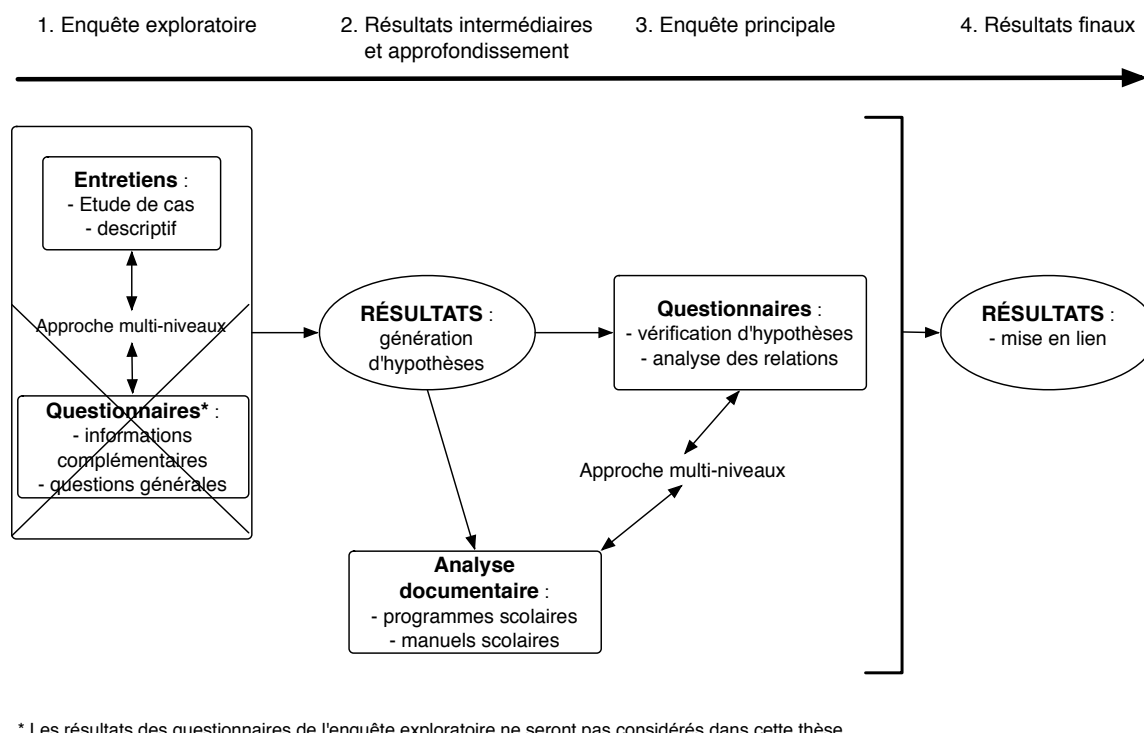 1. Enquête exploratoire
2. Résultats intermédiaires
et approfondissement
3. Enquête principale
4. Résultats finaux
Entretiens :
- Etude de cas
- descriptif
Approche multi-niveaux
Questionnaires* :
- informations
complémentaires
- questions générales
RÉSULTATS :
génération
d'hypothèses
Analyse
documentaire :
- programmes scolaires
- manuels scolaires
Questionnaires :
- vérification d'hypothèses
- analyse des relations
Approche multi-niveaux
RÉSULTATS :
- mise en lien
* Les résultats des questionnaires de l'enquête exploratoire ne seront pas considérés dans cette thèse